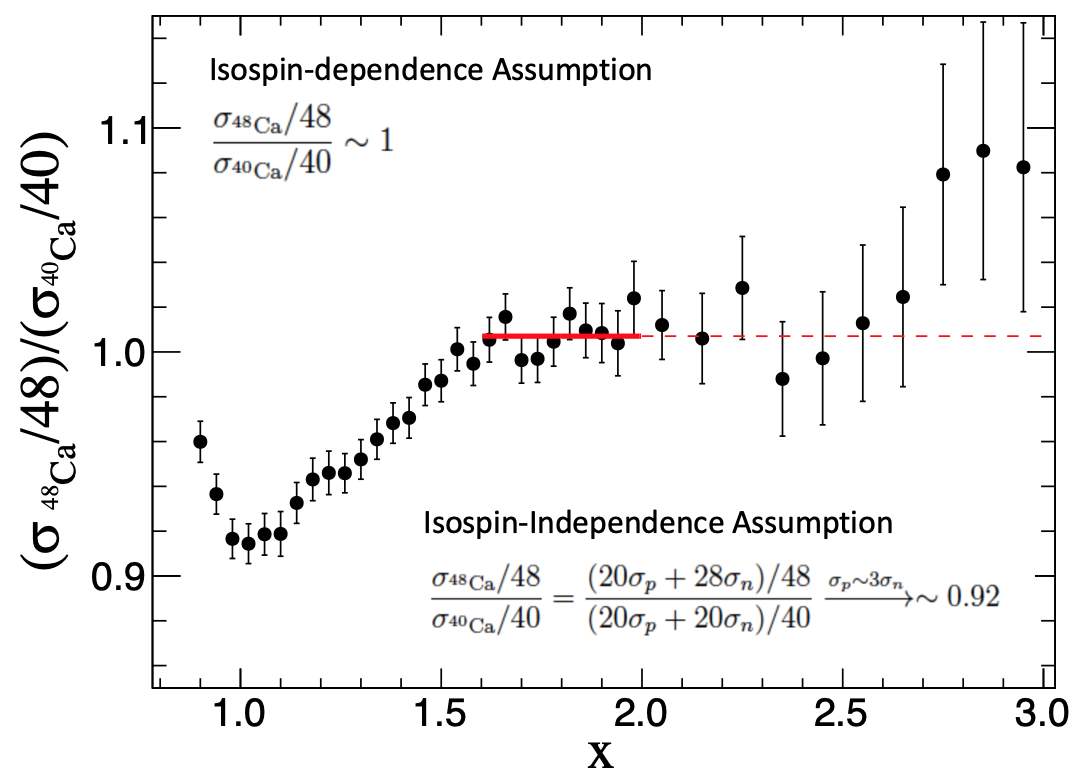 Isospin-dependence Assumption
σ48Ca/48
σ40Ca/40
∼ 1
(σ 48Ca/48)/(σ40Ca/40)
1.1
1.0
0.9
Isospin-Independence Assumption
σ48Ca/48 / σ40Ca/40 = (20σp + 28σn)/48 / (20σp + 20σn)/40 σp∼3σn → ∼ 0.92
1.0 1.5 2.0 2.5 3.0
x